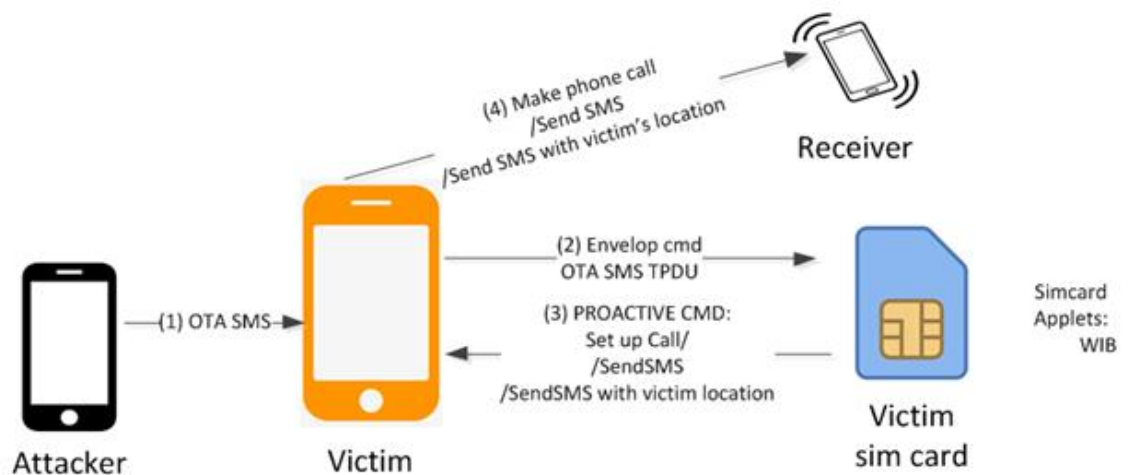 (4) Make phone call
/Send SMS
/Send SMS with victim's location
Receiver
(1) OTA SMS
(2) Envelop cmd
OTA SMS TPDU
(3) PROACTIVE CMD:
Set up Call/
/SendSMS
/SendSMS with victim location
Simcard
Applets:
WIB
Attacker
Victim
Victim
sim card